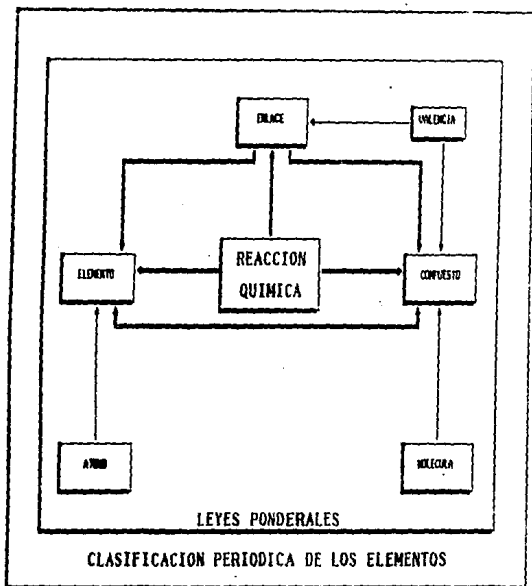 ENLACE
VALENCIA
ELEMENTO
REACCION
QUIMICA
COMPUESTO
ATOMO
MOLECULA
LEYES PONDERALES
CLASIFICACION PERIODICA DE LOS ELEMENTOS